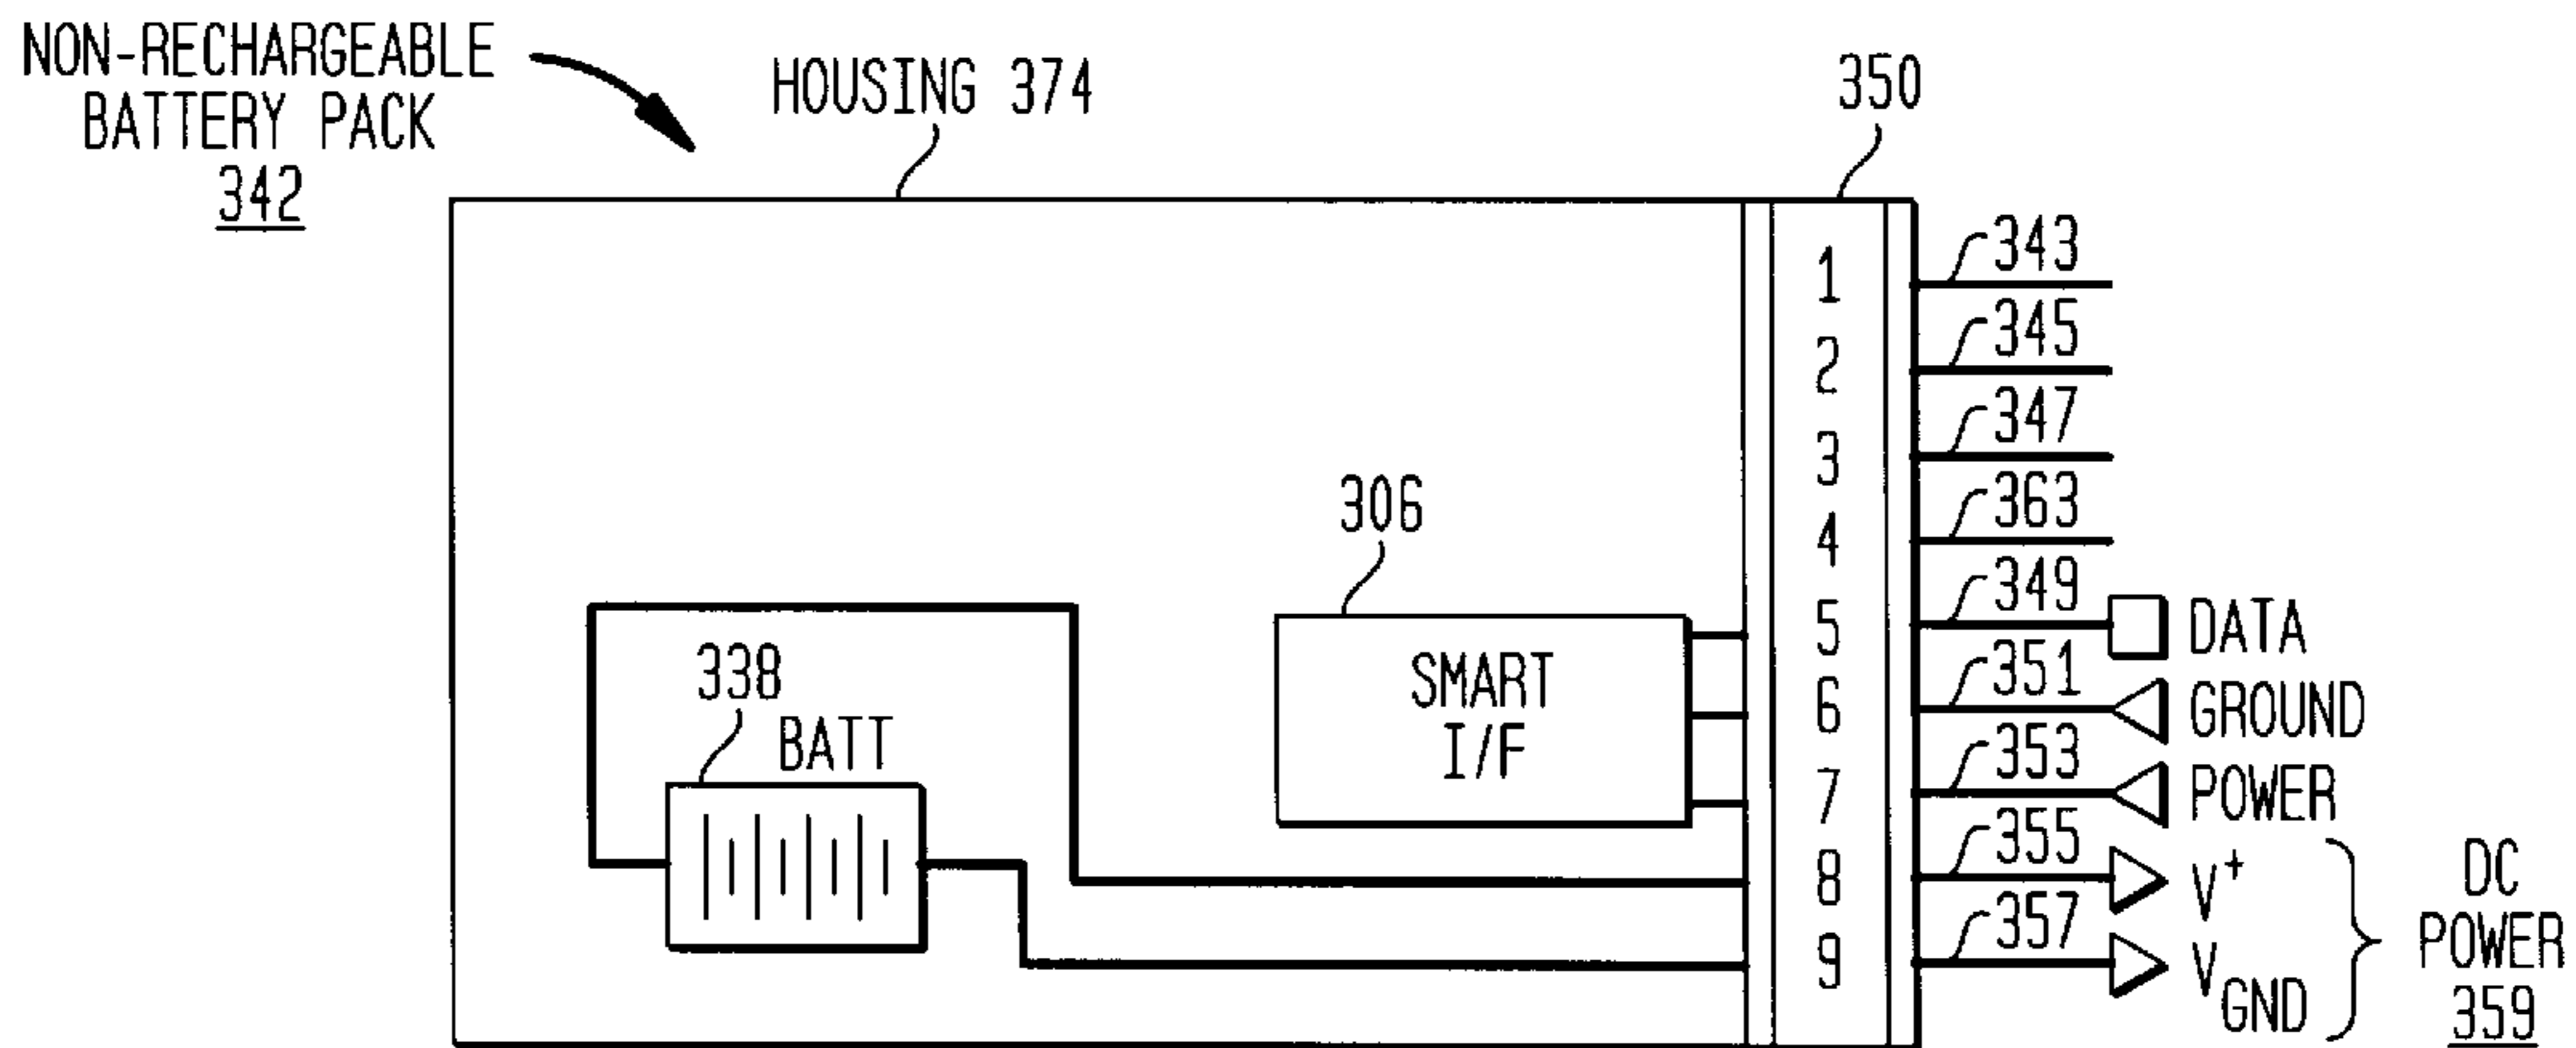 NON-RECHARGEABLE
BATTERY PACK
342
HOUSING 374
350
1
343
2
345
3
347
4
363
306
SMART
I/F
5
349
DATA
6
351
GROUND
7
353
POWER
338
BATT
8
355
V+
9
357
VGND
DC
POWER
359